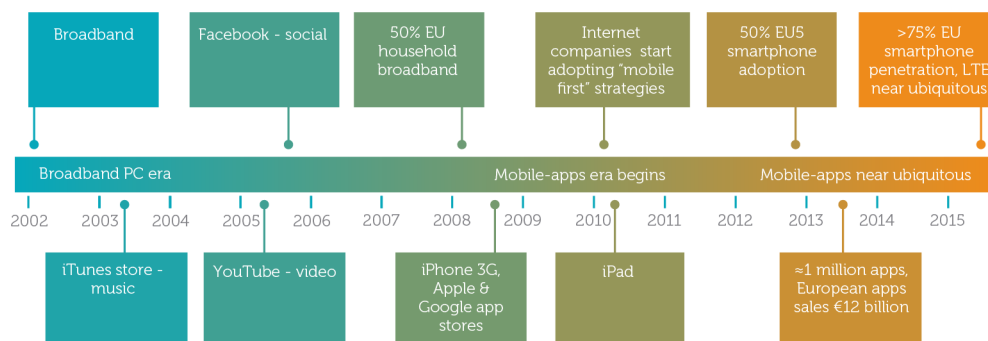 Broadband
Facebook - social
50% EU
household
broadband
Internet
companies start
adopting “mobile
first” strategies
50% EU5
smartphone
adoption
>75% EU
smartphone
penetration, LTE
near ubiquitous
Broadband PC era
Mobile-apps era begins
Mobile-apps near ubiquitous
2002 2003 2004 2005 2006 2007 2008 2009 2010 2011 2012 2013 2014 2015
iTunes store -
music
YouTube - video
iPhone 3G,
Apple &
Google app
stores
iPad
≈1 million apps,
European apps
sales €12 billion